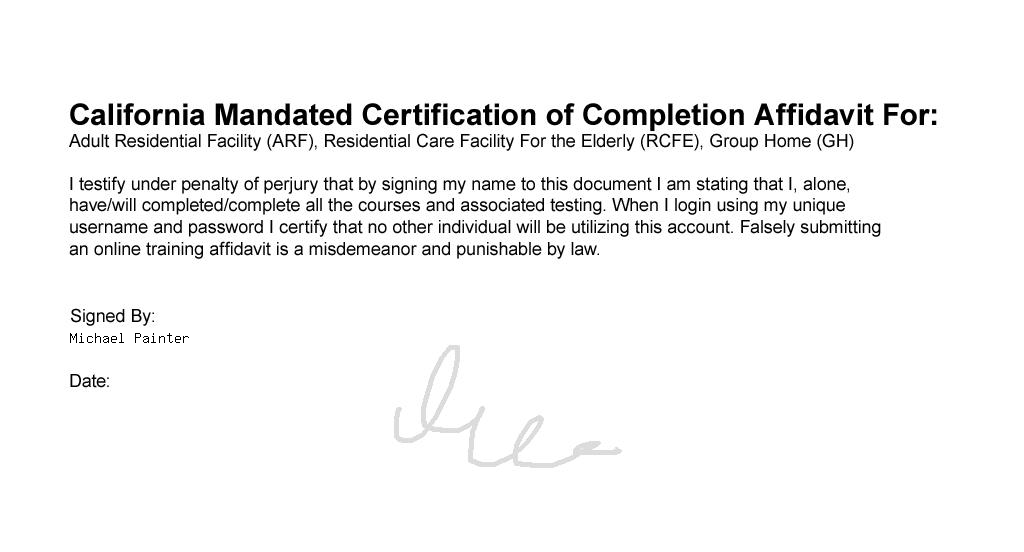 California Mandated Certification of Completion Affidavit For:
Adult Residential Facility (ARF), Residential Care Facility For the Elderly (RCFE), Group Home (GH)
I testify under penalty of perjury that by signing my name to this document I am stating that I, alone,
have/will completed/complete all the courses and associated testing. When I login using my unique
username and password I certify that no other individual will be utilizing this account. Falsely submitting
an online training affidavit is a misdemeanor and punishable by law.
Signed By:
Michael Painter
Date: